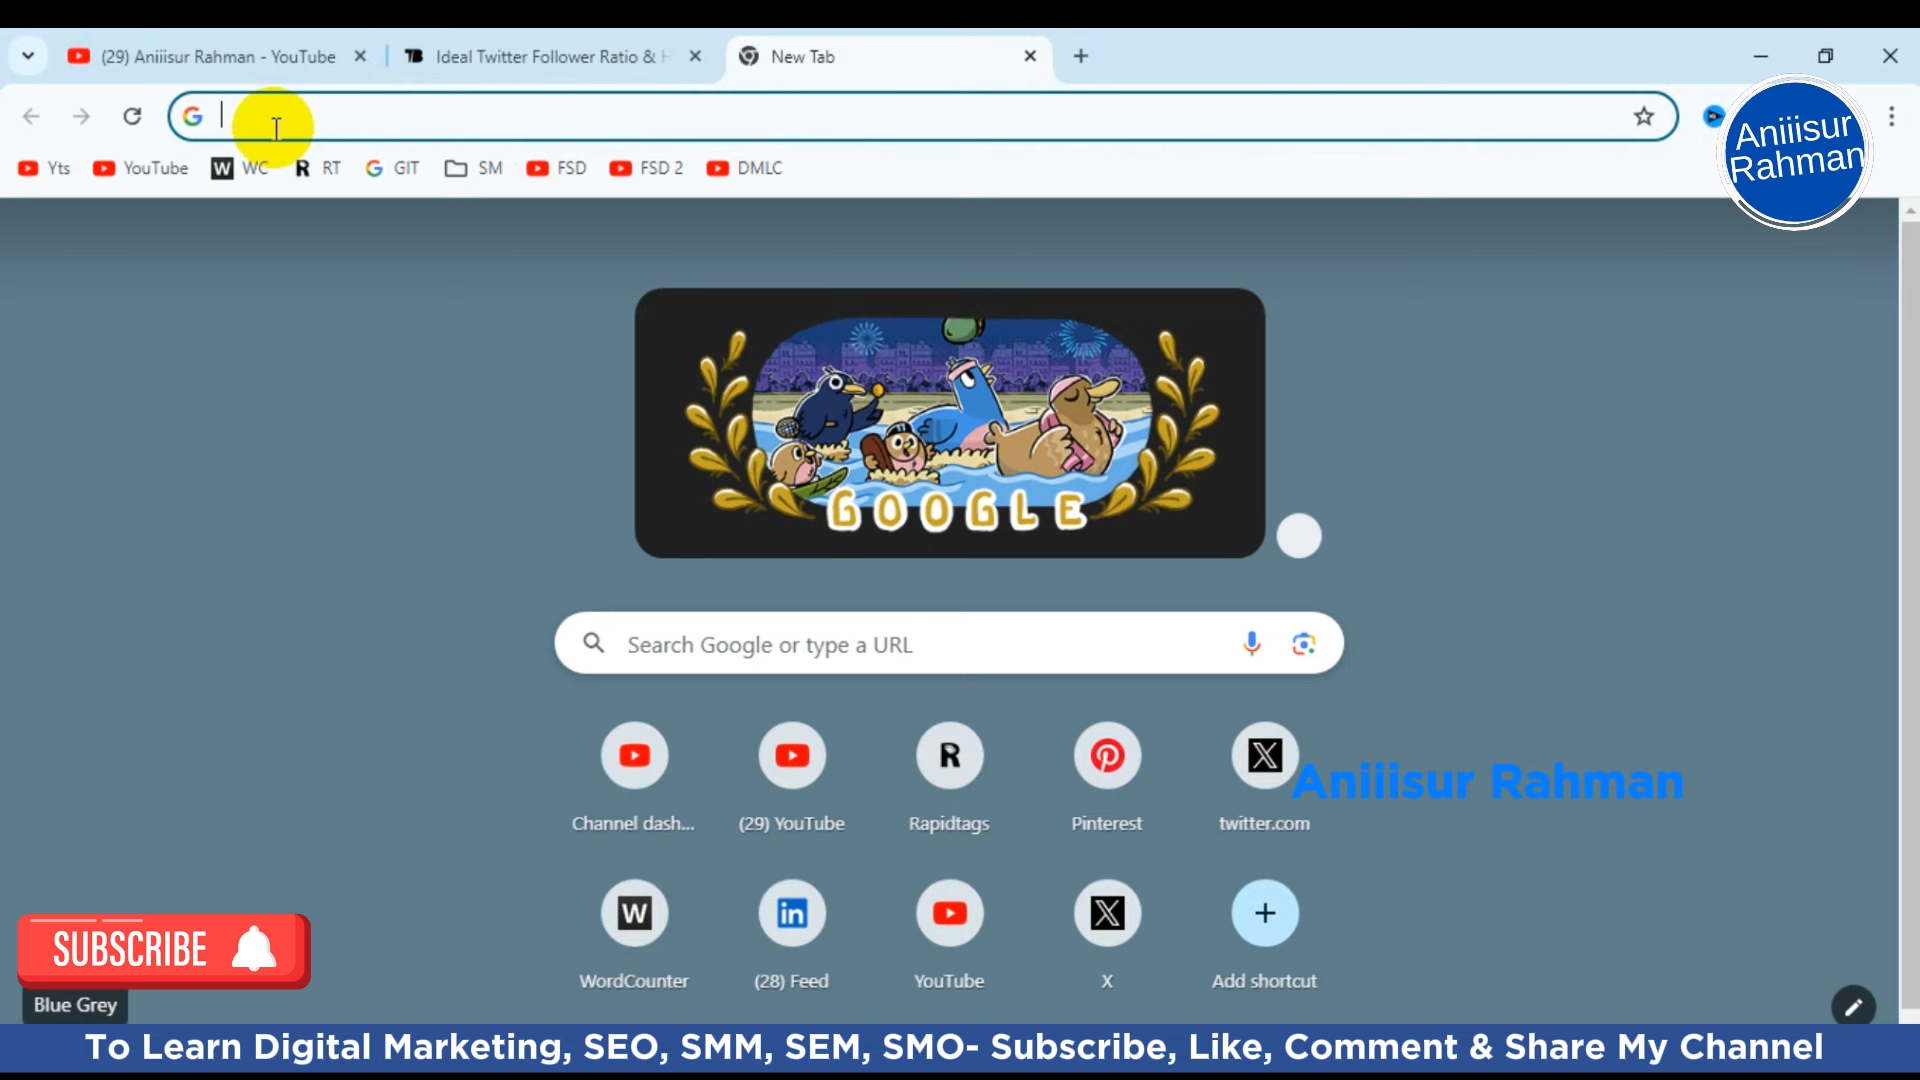 (29) Aniiisur Rahman - YouTube
Ideal Twitter Follower Ratio &
New Tab
Aniiisur
Rahman
Yts
YouTube
WC
RT
GIT
SM
FSD
FSD 2
DMLC
GOOGLE
Search Google or type a URL
Channel dash...
(29) YouTube
Rapidtags
Pinterest
twitter.com
Aniiisur Rahman
WordCounter
(28) Feed
YouTube
X
Add shortcut
SUBSCRIBE
Blue Grey
To Learn Digital Marketing, SEO, SMM, SEM, SMO- Subscribe, Like, Comment & Share My Channel